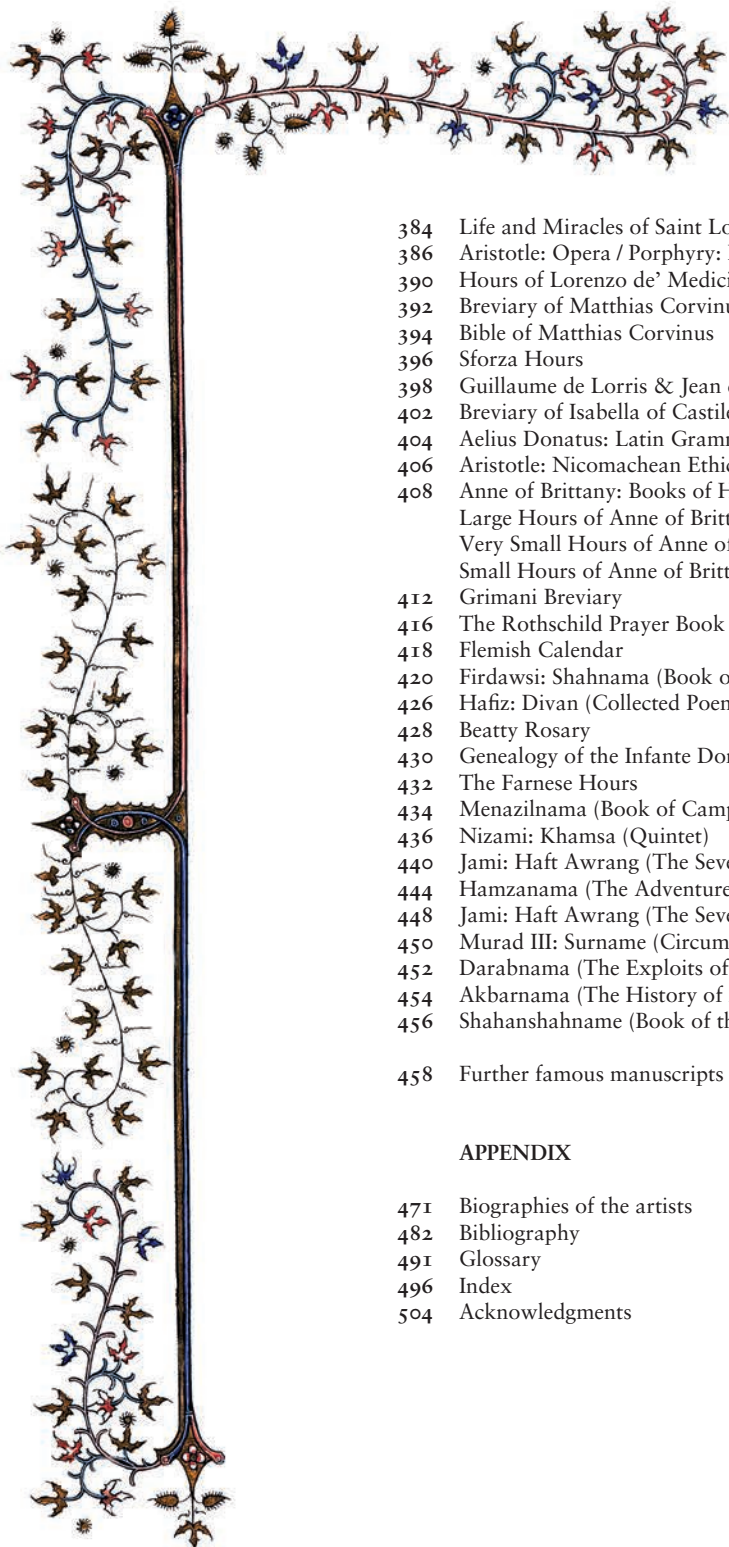 384 Life and Miracles of Saint Lo
386 Aristotle: Opera / Porphyry:
390 Hours of Lorenzo de' Medici
392 Breviary of Matthias Corvinu
394 Bible of Matthias Corvinus
396 Sforza Hours
398 Guillaume de Lorris & Jean
402 Breviary of Isabella of Castile
404 Aelius Donatus: Latin Gram
406 Aristotle: Nicomachean Ethic
408 Anne of Brittany: Books of H
Large Hours of Anne of Britt
Very Small Hours of Anne of
Small Hours of Anne of Britt
412 Grimani Breviary
416 The Rothschild Prayer Book
418 Flemish Calendar
420 Firdawsi: Shahnama (Book o
426 Hafiz: Divan (Collected Poe
428 Beatty Rosary
430 Genealogy of the Infante Do
432 The Farnese Hours
434 Menazilnama (Book of Camp
436 Nizami: Khamsa (Quintet)
440 Jami: Haft Awrang (The Seve
444 Hamzanama (The Adventure
448 Jami: Haft Awrang (The Seve
450 Murad III: Surname (Circum
452 Darabnama (The Exploits of
454 Akbarnama (The History of
456 Shahanshahname (Book of th
458 Further famous manuscripts
APPENDIX
471 Biographies of the artists
482 Bibliography
491 Glossary
496 Index
504 Acknowledgments